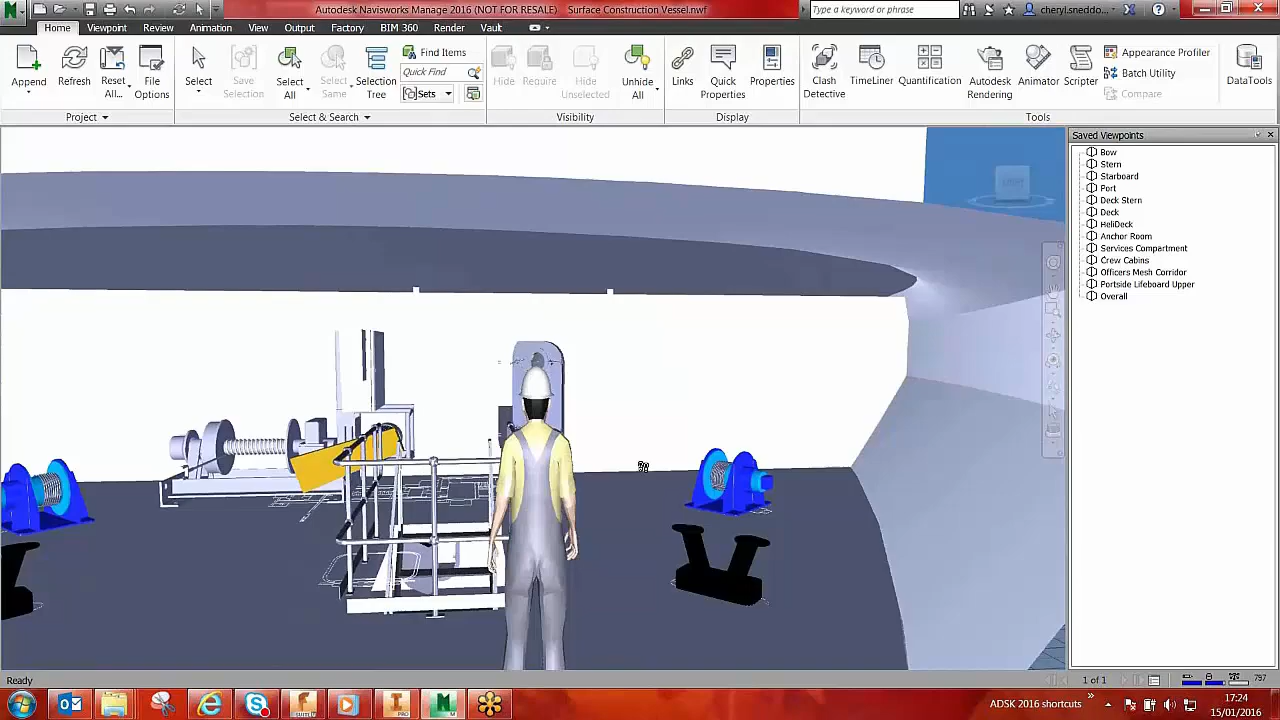 Autodesk Navisworks Manage 2016 (NOT FOR RESALE) Surface Construction Vessel.nwf
Type a keyword or phrase
cheryl.sneddo...
Home Viewpoint Review Animation View Output Factory BIM 360 Render Vault
Append
Refresh
Reset All...
File Options
Project
Select
Save Selection
Select All
Select Same
Selection Tree
Find Items
Quick Find
Sets
Select & Search
Hide
Require
Hide Unselected
Unhide All
Visibility
Links
Quick Properties
Properties
Display
Clash Detective
TimeLiner
Quantification
Autodesk Rendering
Animator
Scripter
Appearance Profiler
Batch Utility
Compare
DataTools
Tools
Saved Viewpoints
Bow
Stern
Starboard
Port
Deck Stern
Deck
HeliDeck
Anchor Room
Services Compartment
Crew Cabins
Officers Mesh Corridor
Portside Lifeboard Upper
Overall
Ready
1 of 1
797
ADSK 2016 shortcuts
17:24
15/01/2016